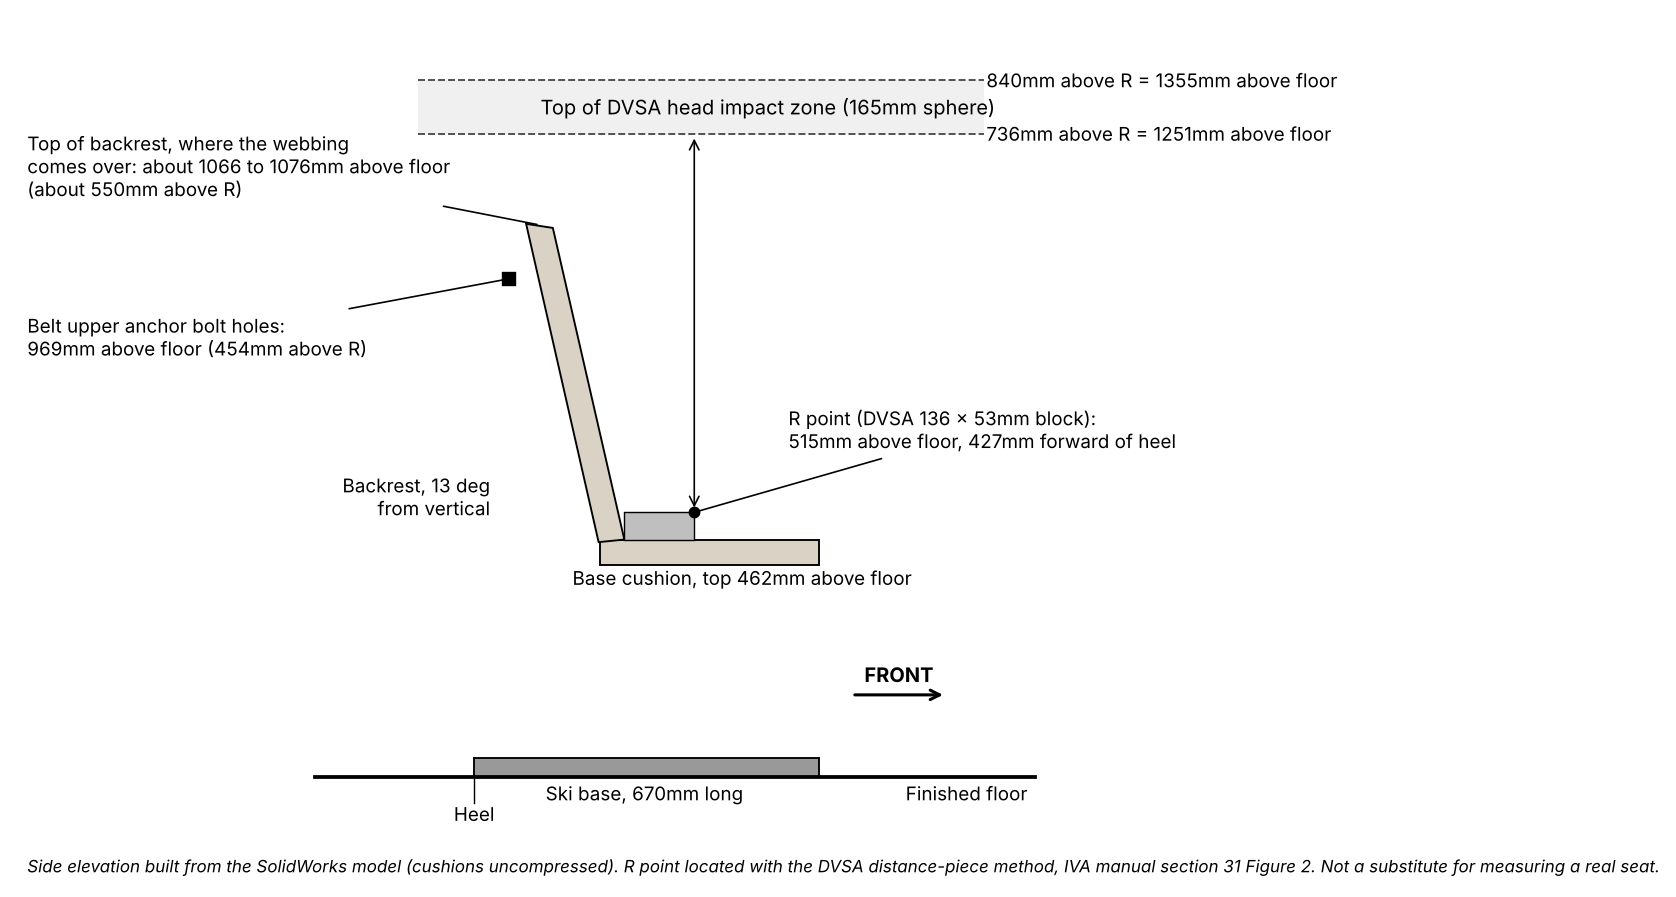 840mm above R = 1355mm above floor
Top of DVSA head impact zone (165mm sphere)
736mm above R = 1251mm above floor
Top of backrest, where the webbing
comes over: about 1066 to 1076mm above floor
(about 550mm above R)
Belt upper anchor bolt holes:
969mm above floor (454mm above R)
R point (DVSA 136 × 53mm block):
515mm above floor, 427mm forward of heel
Backrest, 13 deg
from vertical
Base cushion, top 462mm above floor
FRONT
Ski base, 670mm long
Finished floor
Heel
Side elevation built from the SolidWorks model (cushions uncompressed). R point located with the DVSA distance-piece method, IVA manual section 31 Figure 2. Not a substitute for measuring a real seat.